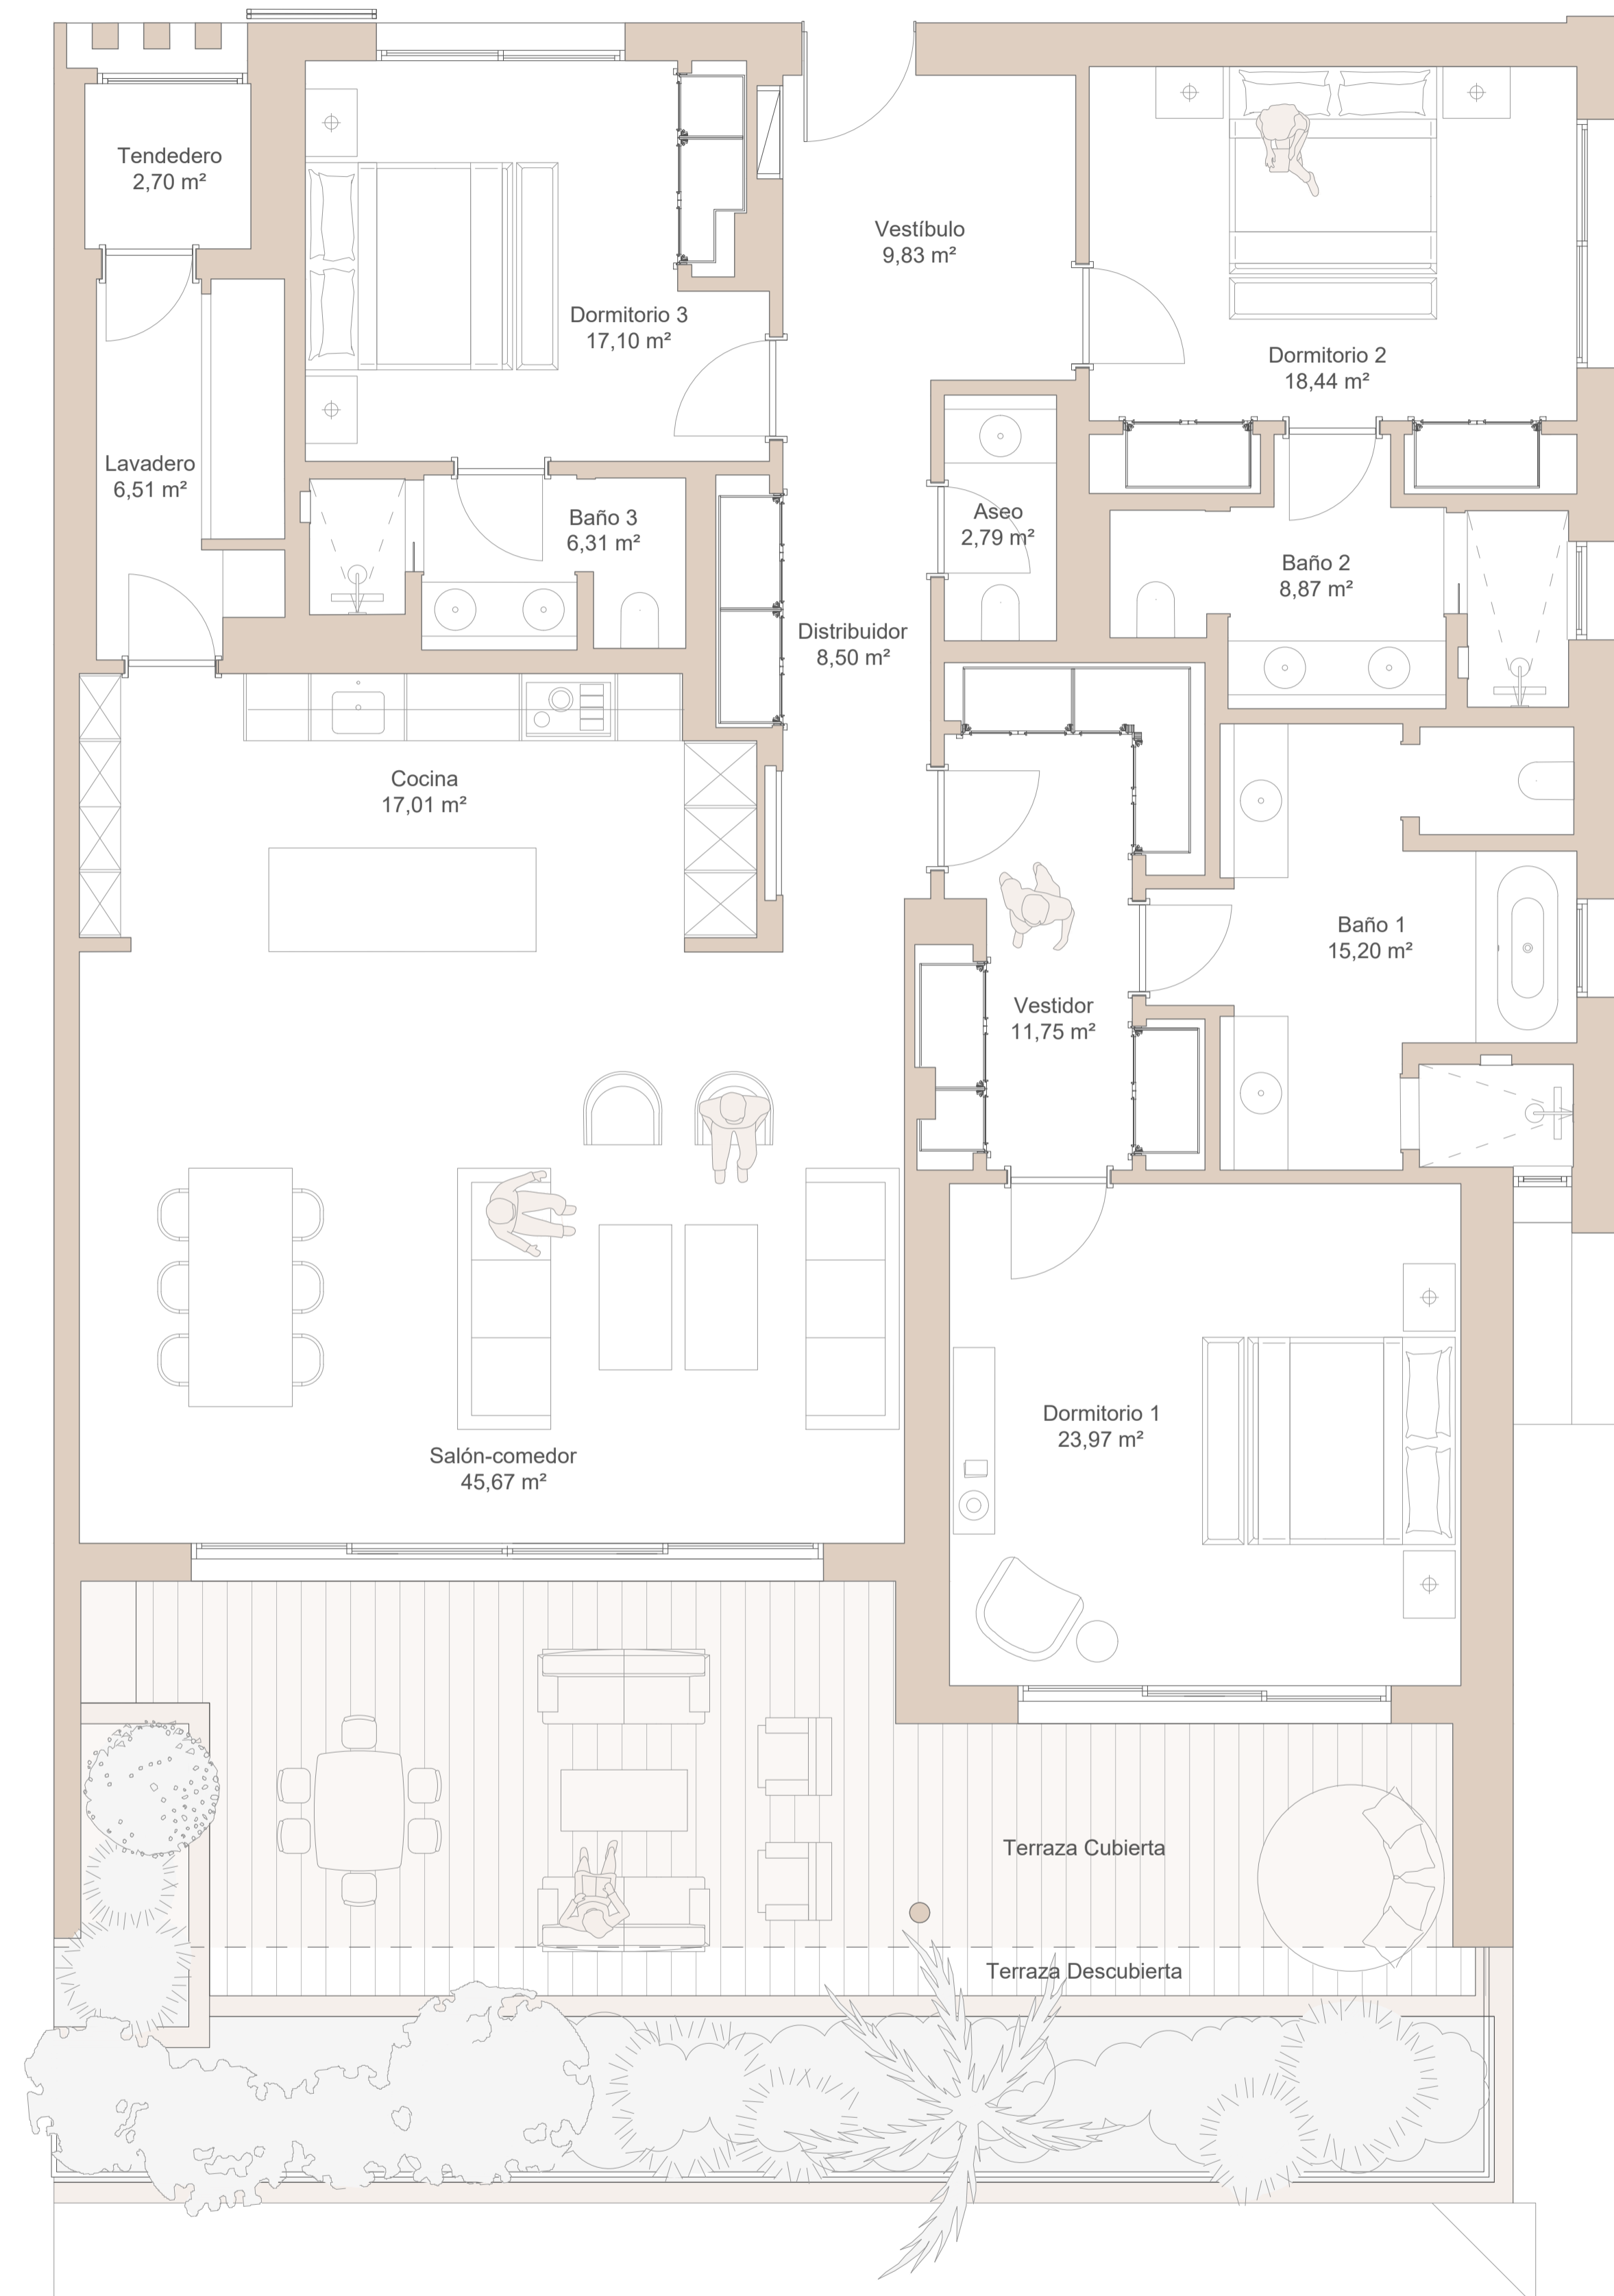 Tendedero
2,70 m²
Vestíbulo
9,83 m²
Dormitorio 3
17,10 m²
Dormitorio 2
18,44 m²
Lavadero
6,51 m²
Baño 3
6,31 m²
Aseo
2,79 m²
Baño 2
8,87 m²
Distribuidor
8,50 m²
Cocina
17,01 m²
Baño 1
15,20 m²
Vestidor
11,75 m²
Dormitorio 1
23,97 m²
Salón-comedor
45,67 m²
Terraza Cubierta
Terraza Descubierta